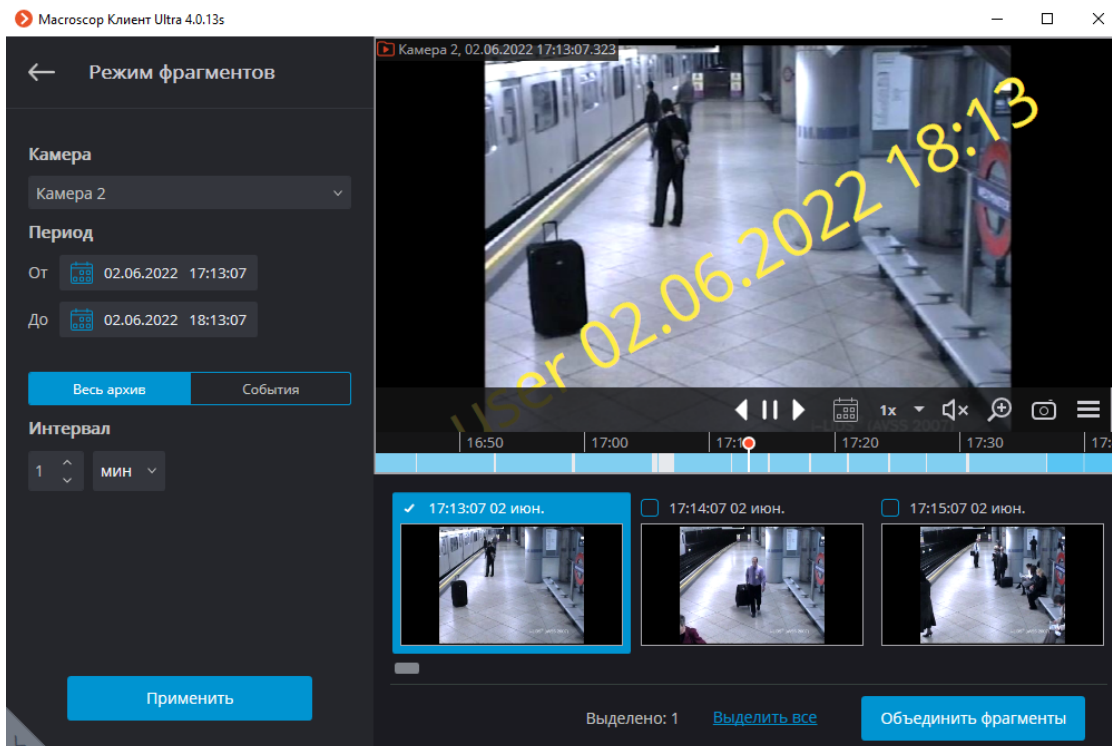 Macroscop Клиент Ultra 4.0.13s
Режим фрагментов
Камера
Камера 2
Период
От 02.06.2022 17:13:07
До 02.06.2022 18:13:07
Весь архив События
Интервал
1 мин
Применить
Камера 2, 02.06.2022 17:13:07.323
user 02.06.2022 18:13
1x
i-LIDS (AVSS 2007)
16:50 17:00 17:1 17:20 17:30 17:
17:13:07 02 июн. 17:14:07 02 июн. 17:15:07 02 июн.
Выделено: 1 Выделить все Объединить фрагменты